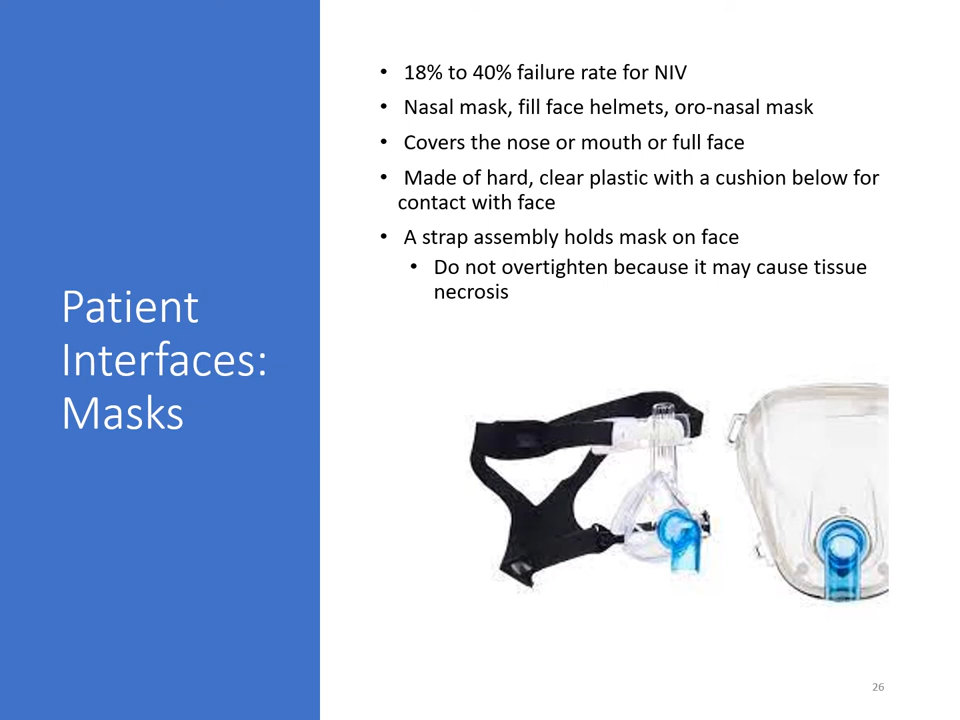 Patient
Interfaces:
Masks
• 18% to 40% failure rate for NIV
• Nasal mask, fill face helmets, oro-nasal mask
• Covers the nose or mouth or full face
• Made of hard, clear plastic with a cushion below for
contact with face
• A strap assembly holds mask on face
• Do not overtighten because it may cause tissue
necrosis
26